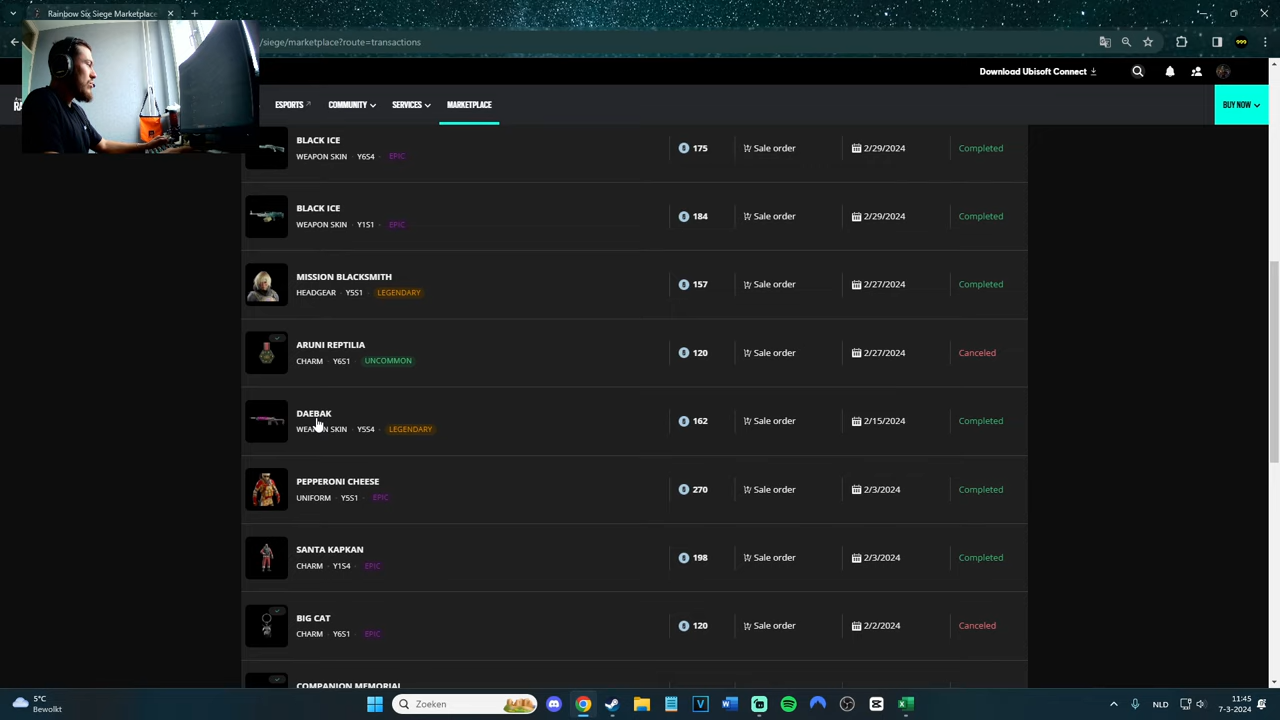 Rainbow Six Siege Marketplace
/siege/marketplace?route=transactions
Download Ubisoft Connect
ESPORTS COMMUNITY SERVICES MARKETPLACE BUY NOW
BLACK ICE
WEAPON SKIN · Y6S4 · EPIC
175 Sale order 2/29/2024 Completed
BLACK ICE
WEAPON SKIN · Y1S1 · EPIC
184 Sale order 2/29/2024 Completed
MISSION BLACKSMITH
HEADGEAR · Y5S1 · LEGENDARY
157 Sale order 2/27/2024 Completed
ARUNI REPTILIA
CHARM · Y6S1 · UNCOMMON
120 Sale order 2/27/2024 Canceled
DAEBAK
WEAPON SKIN · Y5S4 · LEGENDARY
162 Sale order 2/15/2024 Completed
PEPPERONI CHEESE
UNIFORM · Y5S1 · EPIC
270 Sale order 2/3/2024 Completed
SANTA KAPKAN
CHARM · Y1S4 · EPIC
198 Sale order 2/3/2024 Completed
BIG CAT
CHARM · Y6S1 · EPIC
120 Sale order 2/2/2024 Canceled
COMPANION MEMORIAL
5°C
Bewolkt
Zoeken
NLD
11:45
7-3-2024